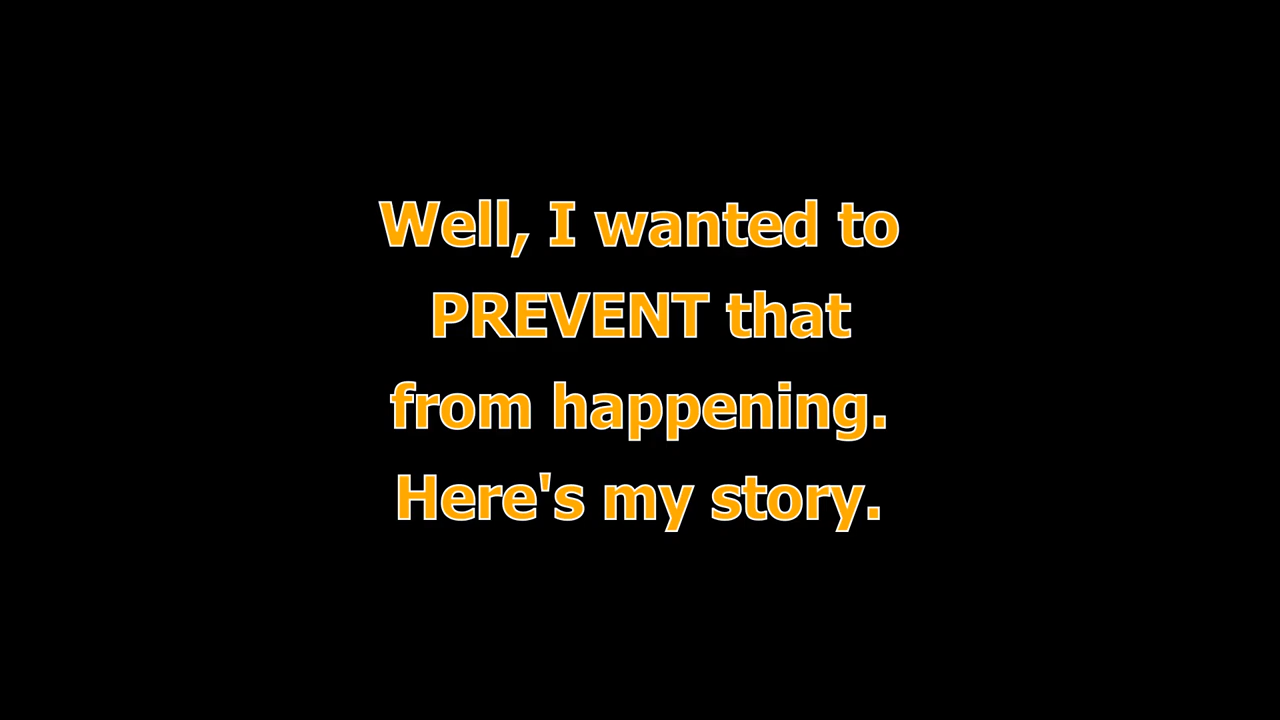 Well, I wanted to
PREVENT that
from happening.
Here's my story.